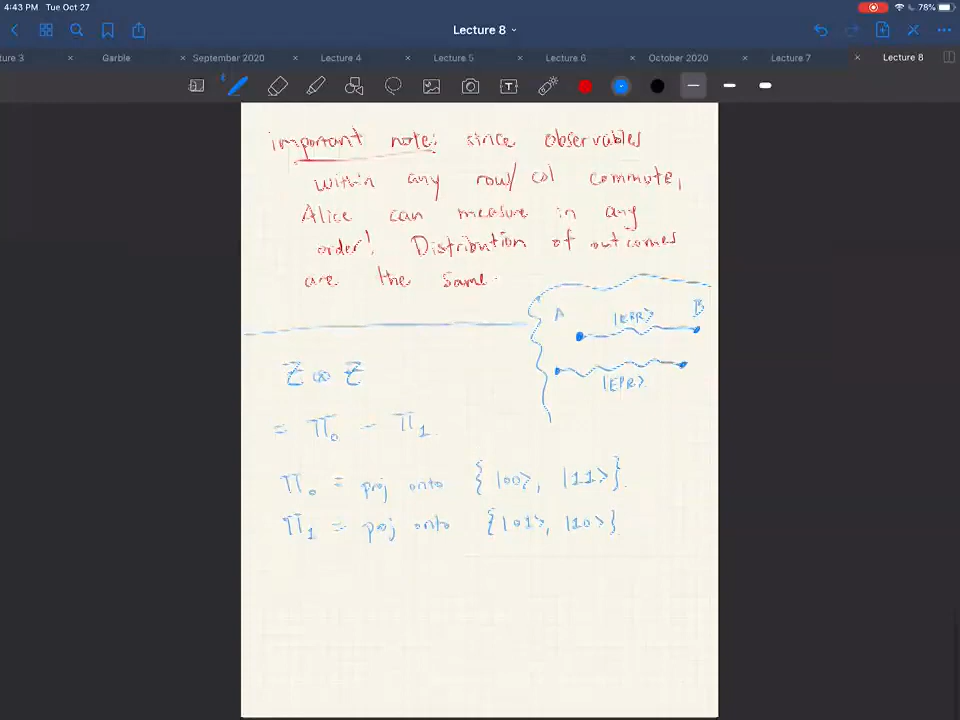 4:43 PM Tue Oct 27
78%
Lecture 8
ture 3
Garble
September 2020
Lecture 4
Lecture 5
Lecture 6
October 2020
Lecture 7
Lecture 8
important note: since observables
within any row/col commute,
Alice can measure in any
order! Distribution of outcomes
are the same.
A B
|EPR>
|EPR>
Z ⊗ Z
= Π₀ - Π₁
Π₀ = proj onto {|00>, |11>}.
Π₁ = proj onto {|01>, |10>}